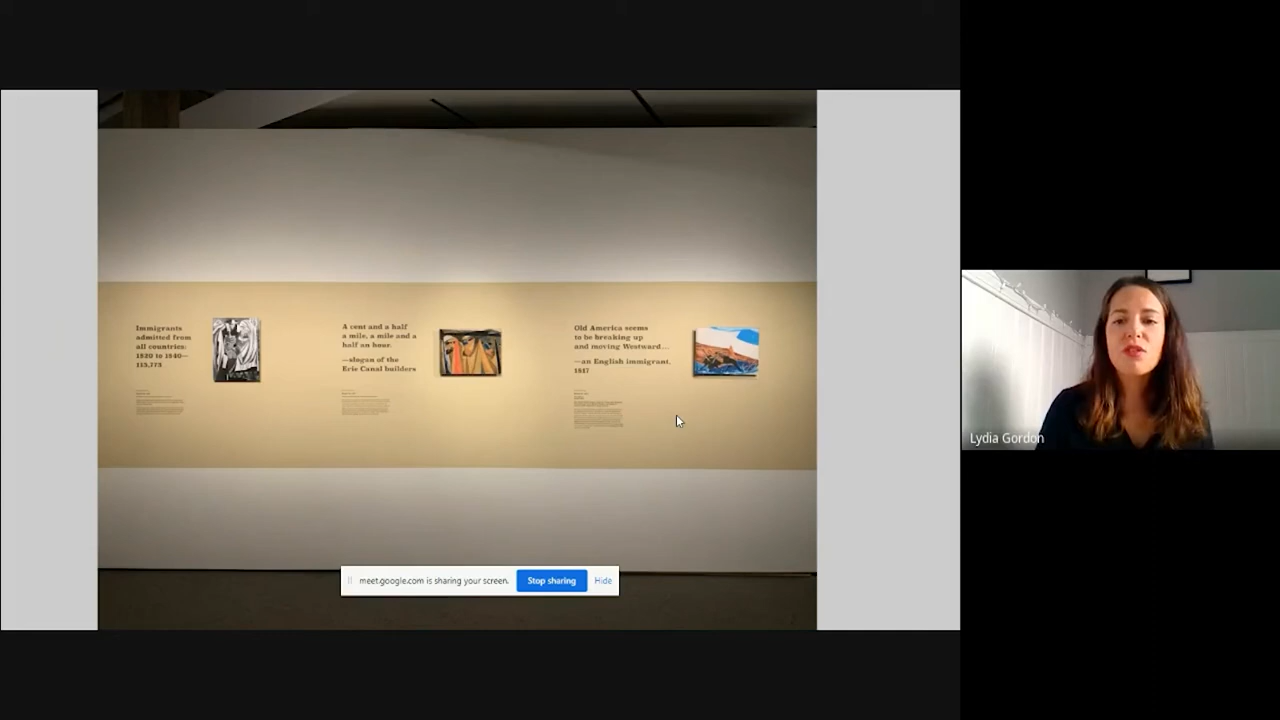 Immigrants
admitted from
all countries:
1820 to 1840—
115,773
A cent and a half
a mile, a mile and a
half an hour.
—slogan of the
Erie Canal builders
Old America seems
to be breaking up
and moving Westward...
—an English immigrant,
1817
meet.google.com is sharing your screen.
Stop sharing
Hide
Lydia Gordon